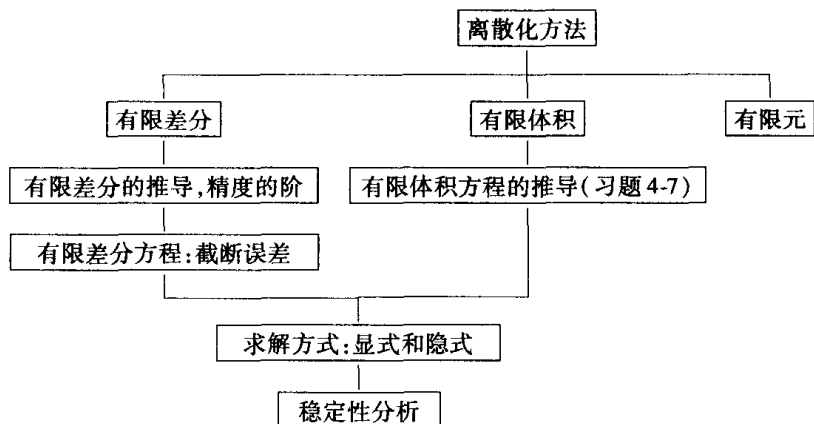 离散化方法
有限差分
有限体积
有限元
有限差分的推导,精度的阶
有限体积方程的推导(习题4-7)
有限差分方程:截断误差
求解方式:显式和隐式
稳定性分析